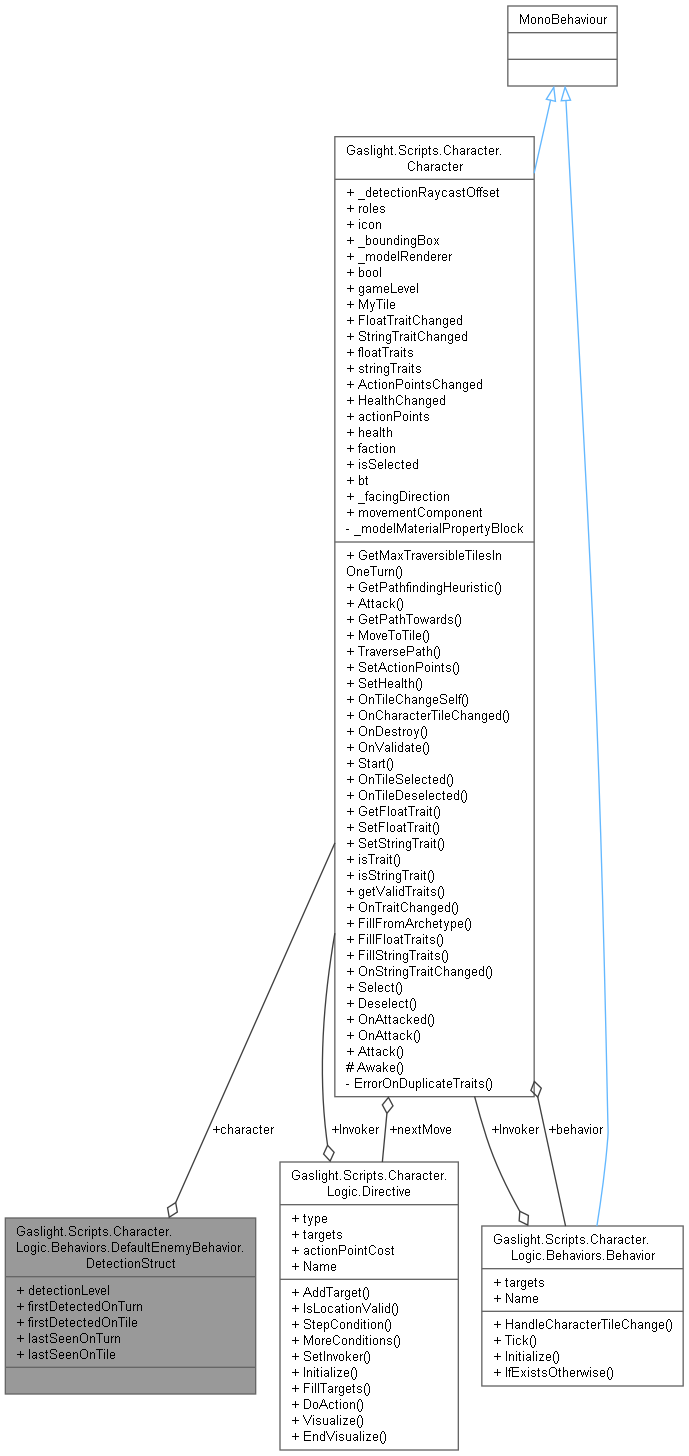 MonoBehaviour
Gaslight.Scripts.Character.
Character
+ _detectionRaycastOffset
+ roles
+ icon
+ _boundingBox
+ _modelRenderer
+ bool
+ gameLevel
+ MyTile
+ FloatTraitChanged
+ StringTraitChanged
+ floatTraits
+ stringTraits
+ ActionPointsChanged
+ HealthChanged
+ actionPoints
+ health
+ faction
+ isSelected
+ bt
+ _facingDirection
+ movementComponent
- _modelMaterialPropertyBlock
+ GetMaxTraversibleTilesIn
OneTurn()
+ GetPathfindingHeuristic()
+ Attack()
+ GetPathTowards()
+ MoveToTile()
+ TraversePath()
+ SetActionPoints()
+ SetHealth()
+ OnTileChangeSelf()
+ OnCharacterTileChanged()
+ OnDestroy()
+ OnValidate()
+ Start()
+ OnTileSelected()
+ OnTileDeselected()
+ GetFloatTrait()
+ SetFloatTrait()
+ SetStringTrait()
+ isTrait()
+ isStringTrait()
+ getValidTraits()
+ OnTraitChanged()
+ FillFromArchetype()
+ FillFloatTraits()
+ FillStringTraits()
+ OnStringTraitChanged()
+ Select()
+ Deselect()
+ OnAttacked()
+ OnAttack()
+ Attack()
# Awake()
- ErrorOnDuplicateTraits()
+character
+Invoker
+nextMove
+Invoker
+behavior
Gaslight.Scripts.Character.
Logic.Behaviors.DefaultEnemyBehavior.
DetectionStruct
+ detectionLevel
+ firstDetectedOnTurn
+ firstDetectedOnTile
+ lastSeenOnTurn
+ lastSeenOnTile
Gaslight.Scripts.Character.
Logic.Directive
+ type
+ targets
+ actionPointCost
+ Name
+ AddTarget()
+ IsLocationValid()
+ StepCondition()
+ MoreConditions()
+ SetInvoker()
+ Initialize()
+ FillTargets()
+ DoAction()
+ Visualize()
+ EndVisualize()
Gaslight.Scripts.Character.
Logic.Behaviors.Behavior
+ targets
+ Name
+ HandleCharacterTileChange()
+ Tick()
+ Initialize()
+ IfExistsOtherwise()